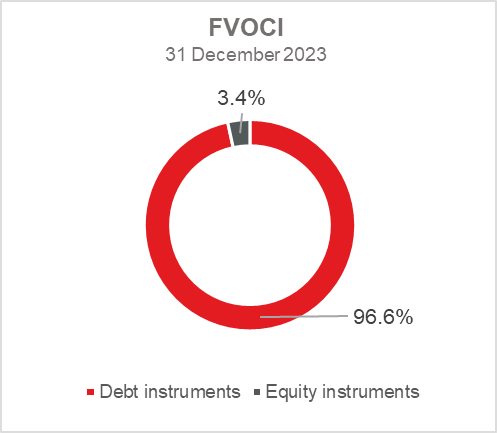 FVOCI
31 December 2023
3.4%
96.6%
Debt instruments Equity instruments